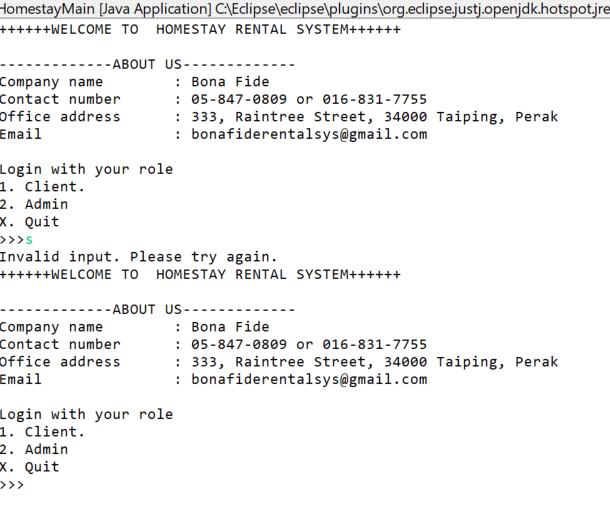 HomestayMain [Java Application] C:\Eclipse\eclipse\plugins\org.eclipse.justj.openjdk.hotspot.jre
++++++WELCOME TO  HOMESTAY RENTAL SYSTEM++++++
-------------ABOUT US-------------
Company name        : Bona Fide
Contact number      : 05-847-0809 or 016-831-7755
Office address      : 333, Raintree Street, 34000 Taiping, Perak
Email               : bonafiderentalsys@gmail.com
Login with your role
1. Client.
2. Admin
X. Quit
>>>s
Invalid input. Please try again.
++++++WELCOME TO  HOMESTAY RENTAL SYSTEM++++++
-------------ABOUT US-------------
Company name        : Bona Fide
Contact number      : 05-847-0809 or 016-831-7755
Office address      : 333, Raintree Street, 34000 Taiping, Perak
Email               : bonafiderentalsys@gmail.com
Login with your role
1. Client.
2. Admin
X. Quit
>>>